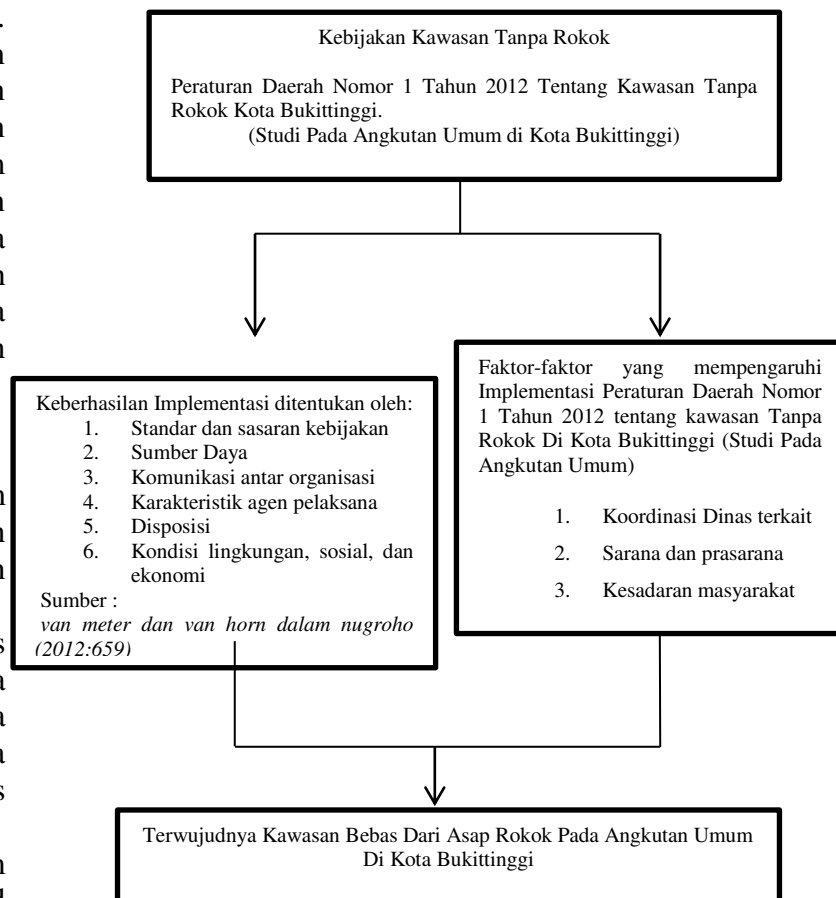 Kebijakan Kawasan Tanpa Rokok
Peraturan Daerah Nomor 1 Tahun 2012 Tentang Kawasan Tanpa
Rokok Kota Bukittinggi.
(Studi Pada Angkutan Umum di Kota Bukittinggi)
Keberhasilan Implementasi ditentukan oleh:
1. Standar dan sasaran kebijakan
2. Sumber Daya
3. Komunikasi antar organisasi
4. Karakteristik agen pelaksana
5. Disposisi
6. Kondisi lingkungan, sosial, dan
ekonomi
Sumber :
van meter dan van horn dalam nugroho
(2012:659)
Faktor-faktor yang mempengaruhi
Implementasi Peraturan Daerah Nomor
1 Tahun 2012 tentang kawasan Tanpa
Rokok Di Kota Bukittinggi (Studi Pada
Angkutan Umum)
1. Koordinasi Dinas terkait
2. Sarana dan prasarana
3. Kesadaran masyarakat
Terwujudnya Kawasan Bebas Dari Asap Rokok Pada Angkutan Umum
Di Kota Bukittinggi